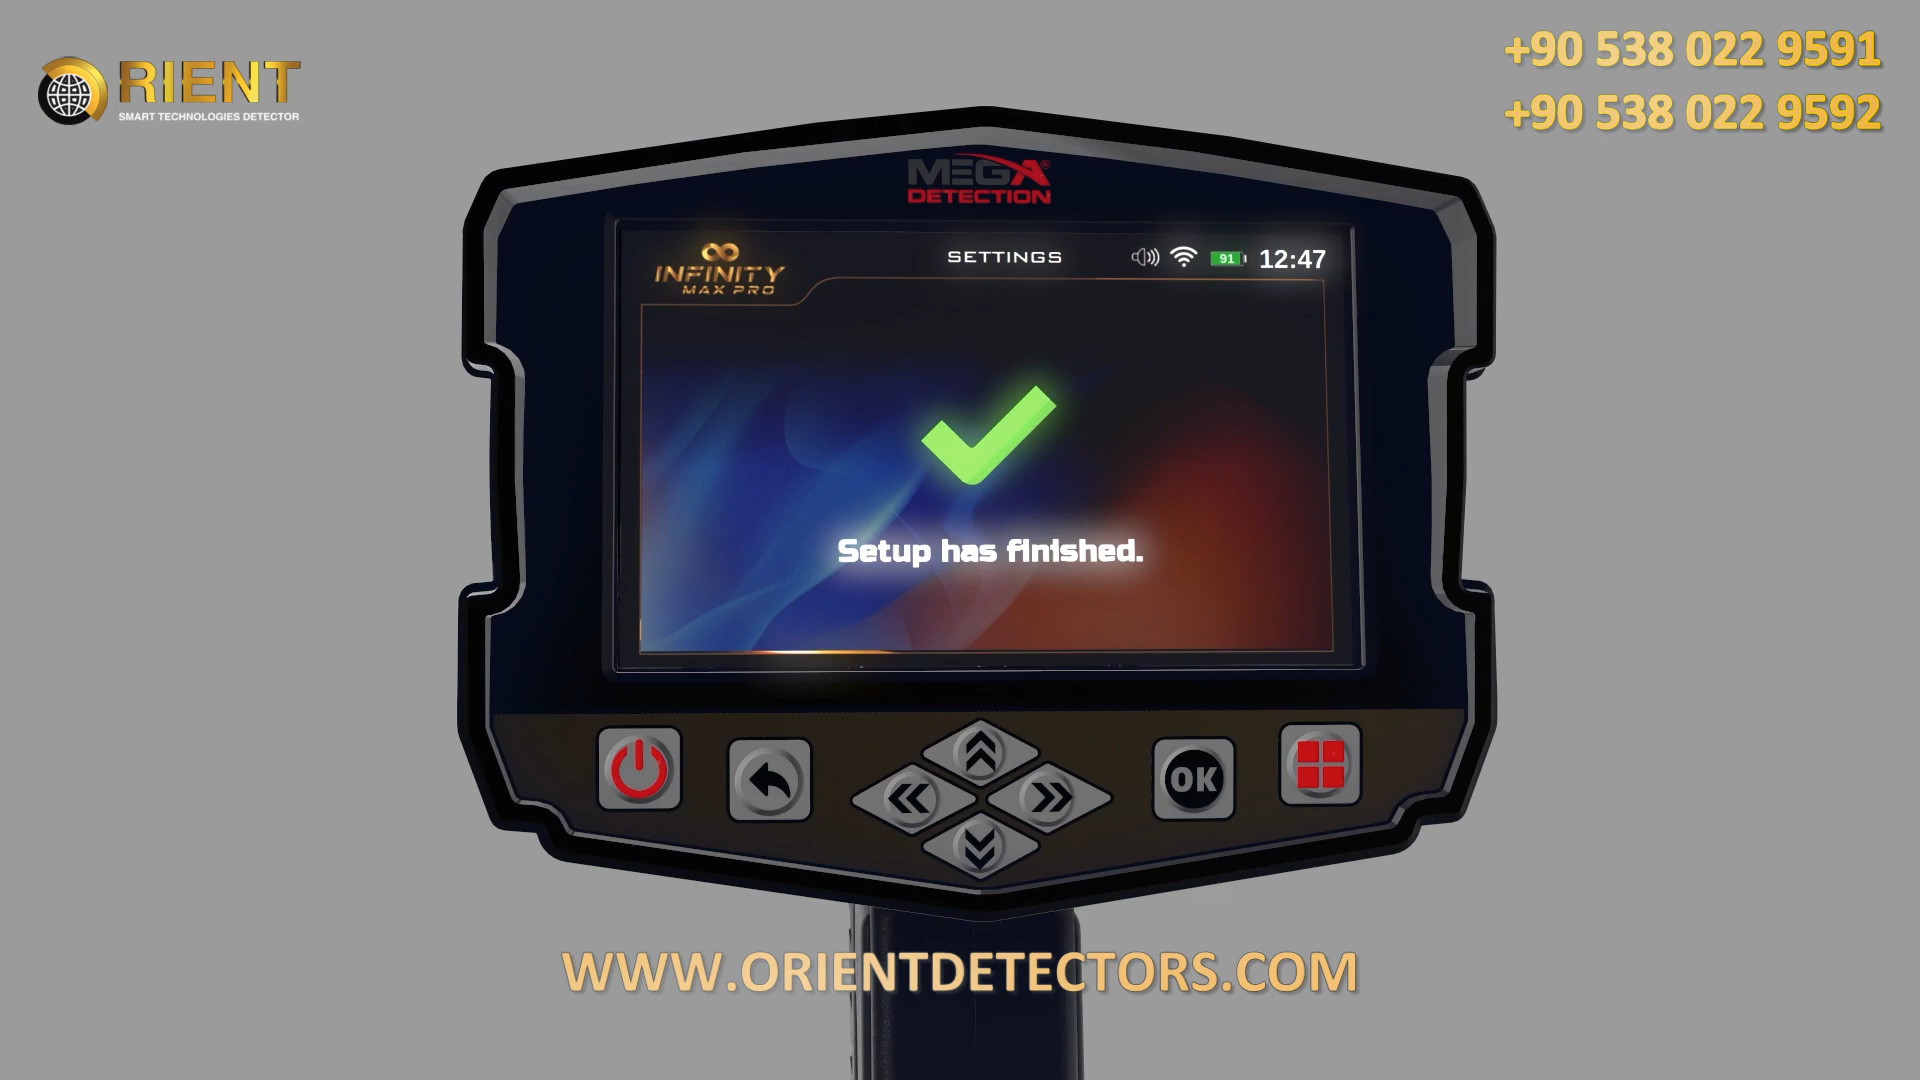 RIENT
SMART TECHNOLOGIES DETECTOR
+90 538 022 9591
+90 538 022 9592
MEGA®
DETECTION
INFINITY
MAX PRO
SETTINGS
91
12:47
Setup has finished.
OK
WWW.ORIENTDETECTORS.COM